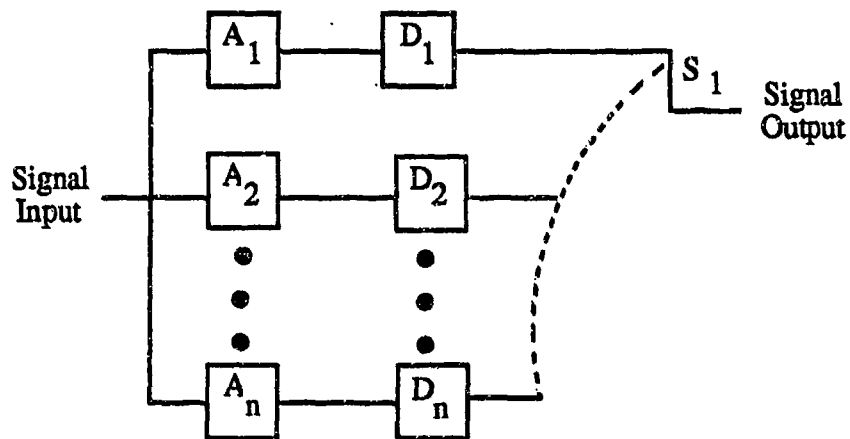 A1
D1
S1
Signal
Output
Signal
Input
A2
D2
An
Dn